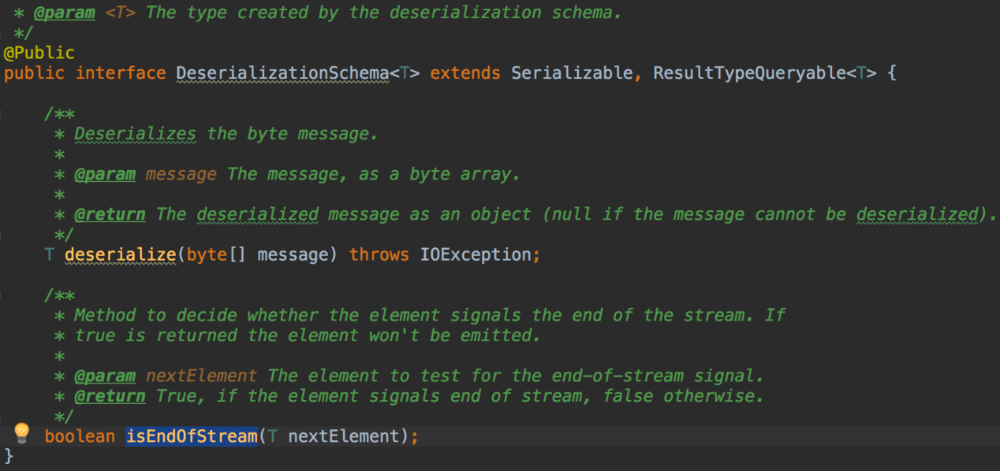 * @param <T> The type created by the deserialization schema.
*/
@Public
public interface DeserializationSchema<T> extends Serializable, ResultTypeQueryable<T> {
/**
* Deserializes the byte message.
*
* @param message The message, as a byte array.
*
* @return The deserialized message as an object (null if the message cannot be deserialized).
*/
T deserialize(byte[] message) throws IOException;
/**
* Method to decide whether the element signals the end of the stream. If
* true is returned the element won't be emitted.
*
* @param nextElement The element to test for the end-of-stream signal.
* @return True, if the element signals end of stream, false otherwise.
*/
boolean isEndOfStream(T nextElement);
}